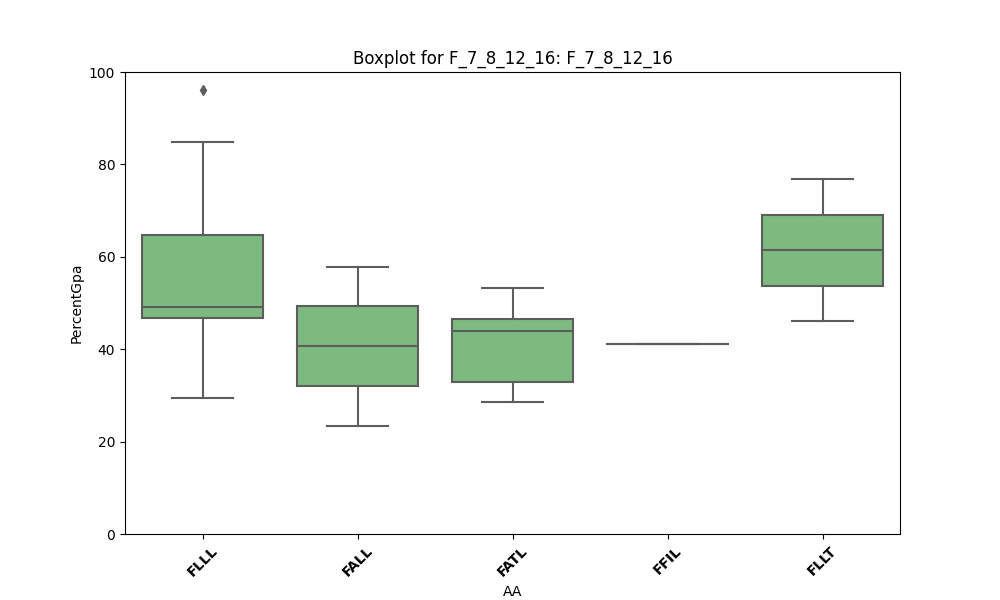 Boxplot for F_7_8_12_16: F_7_8_12_16
100
80
60
40
20
0
PercentGpa
FLLL
FALL
FATL
FFIL
FLLT
AA